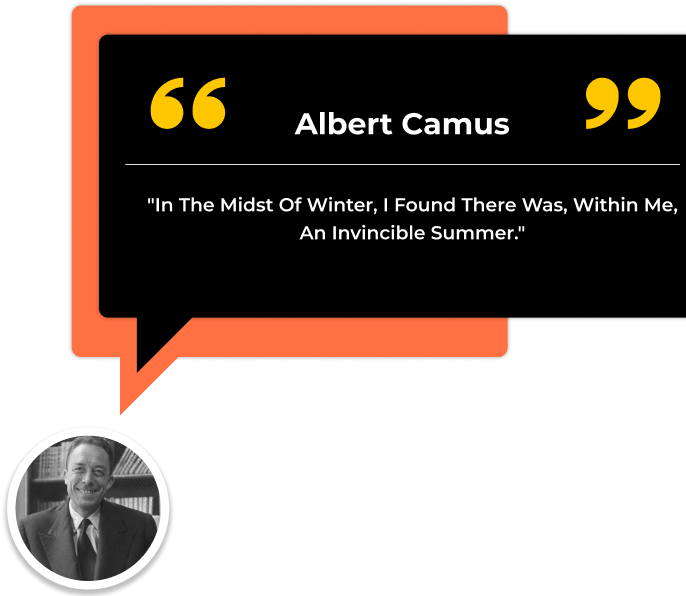 Albert Camus
"In The Midst Of Winter, I Found There Was, Within Me,
An Invincible Summer."